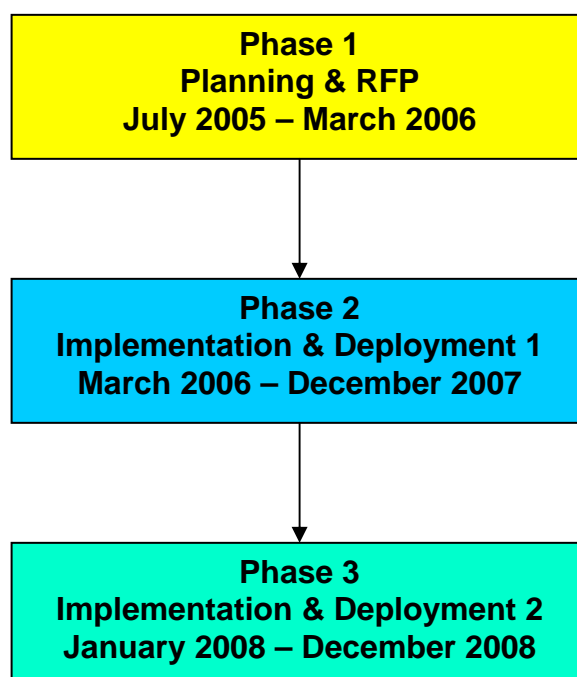 Phase 1
Planning & RFP
July 2005 – March 2006
Phase 2
Implementation & Deployment 1
March 2006 – December 2007
Phase 3
Implementation & Deployment 2
January 2008 – December 2008